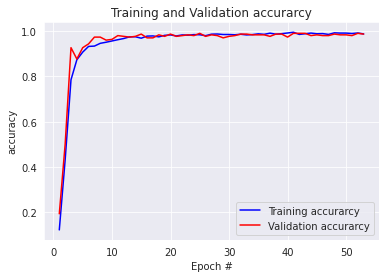 Training and Validation accurarcy
1.0
0.8
0.6
0.4
0.2
accuracy
0
10
20
30
40
50
Epoch #
Training accurarcy
Validation accurarcy